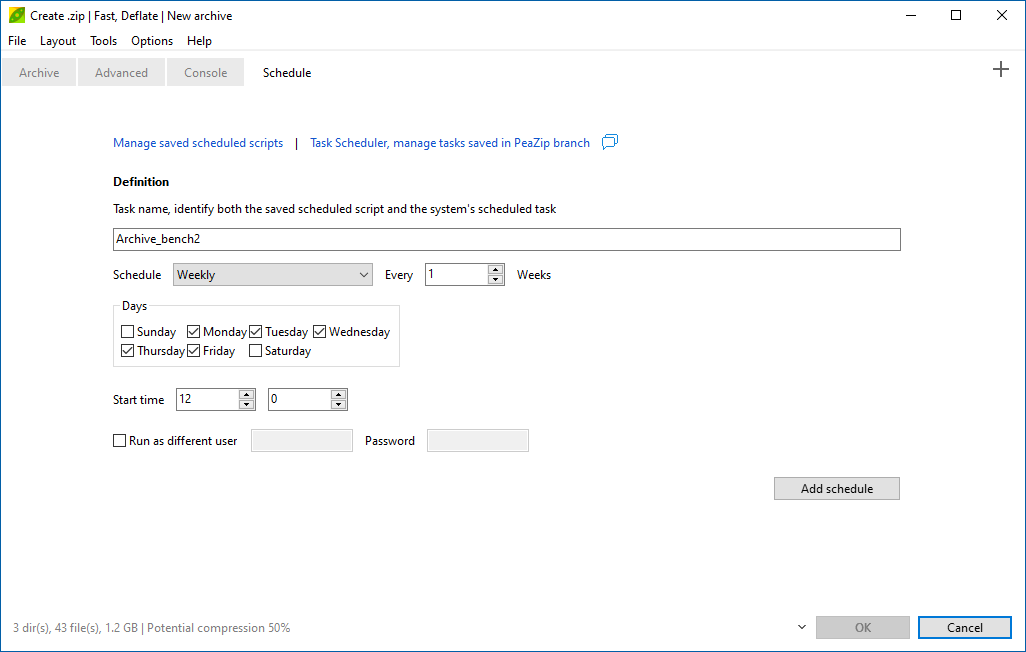 Create .zip | Fast, Deflate | New archive
File Layout Tools Options Help
Archive Advanced Console Schedule
Manage saved scheduled scripts | Task Scheduler, manage tasks saved in PeaZip branch
Definition
Task name, identify both the saved scheduled script and the system's scheduled task
Archive_bench2
Schedule Weekly Every 1 Weeks
Days
Sunday Monday Tuesday Wednesday
Thursday Friday Saturday
Start time 12 0
Run as different user Password
Add schedule
3 dir(s), 43 file(s), 1.2 GB | Potential compression 50% OK Cancel